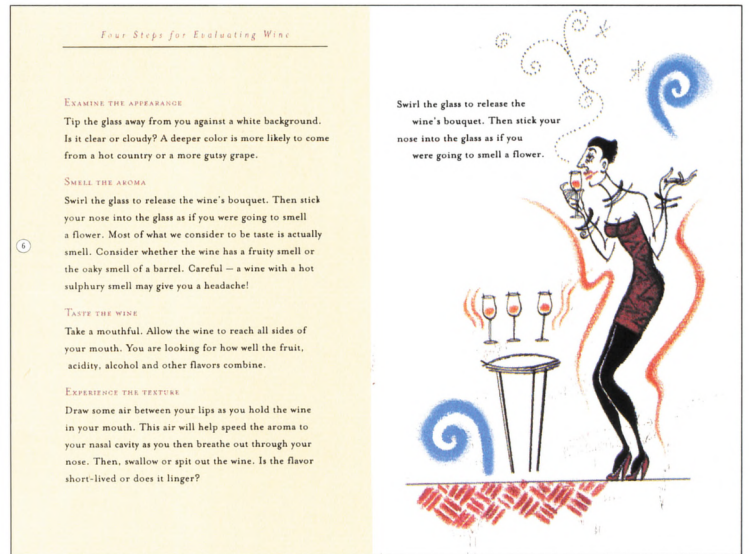 Four Steps for Evaluating Wine
Examine the appearance
Tip the glass away from you against a white background.
Is it clear or cloudy? A deeper color is more likely to come
from a hot country or a more gutsy grape.
Smell the aroma
Swirl the glass to release the wine's bouquet. Then stick
your nose into the glass as if you were going to smell
a flower. Most of what we consider to be taste is actually
smell. Consider whether the wine has a fruity smell or
the oaky smell of a barrel. Careful — a wine with a hot
sulphury smell may give you a headache!
6
Taste the wine
Take a mouthful. Allow the wine to reach all sides of
your mouth. You are looking for how well the fruit,
acidity, alcohol and other flavors combine.
Experience the texture
Draw some air between your lips as you hold the wine
in your mouth. This air will help speed the aroma to
your nasal cavity as you then breathe out through your
nose. Then, swallow or spit out the wine. Is the flavor
short-lived or does it linger?
Swirl the glass to release the
wine's bouquet. Then stick your
nose into the glass as if you
were going to smell a flower.